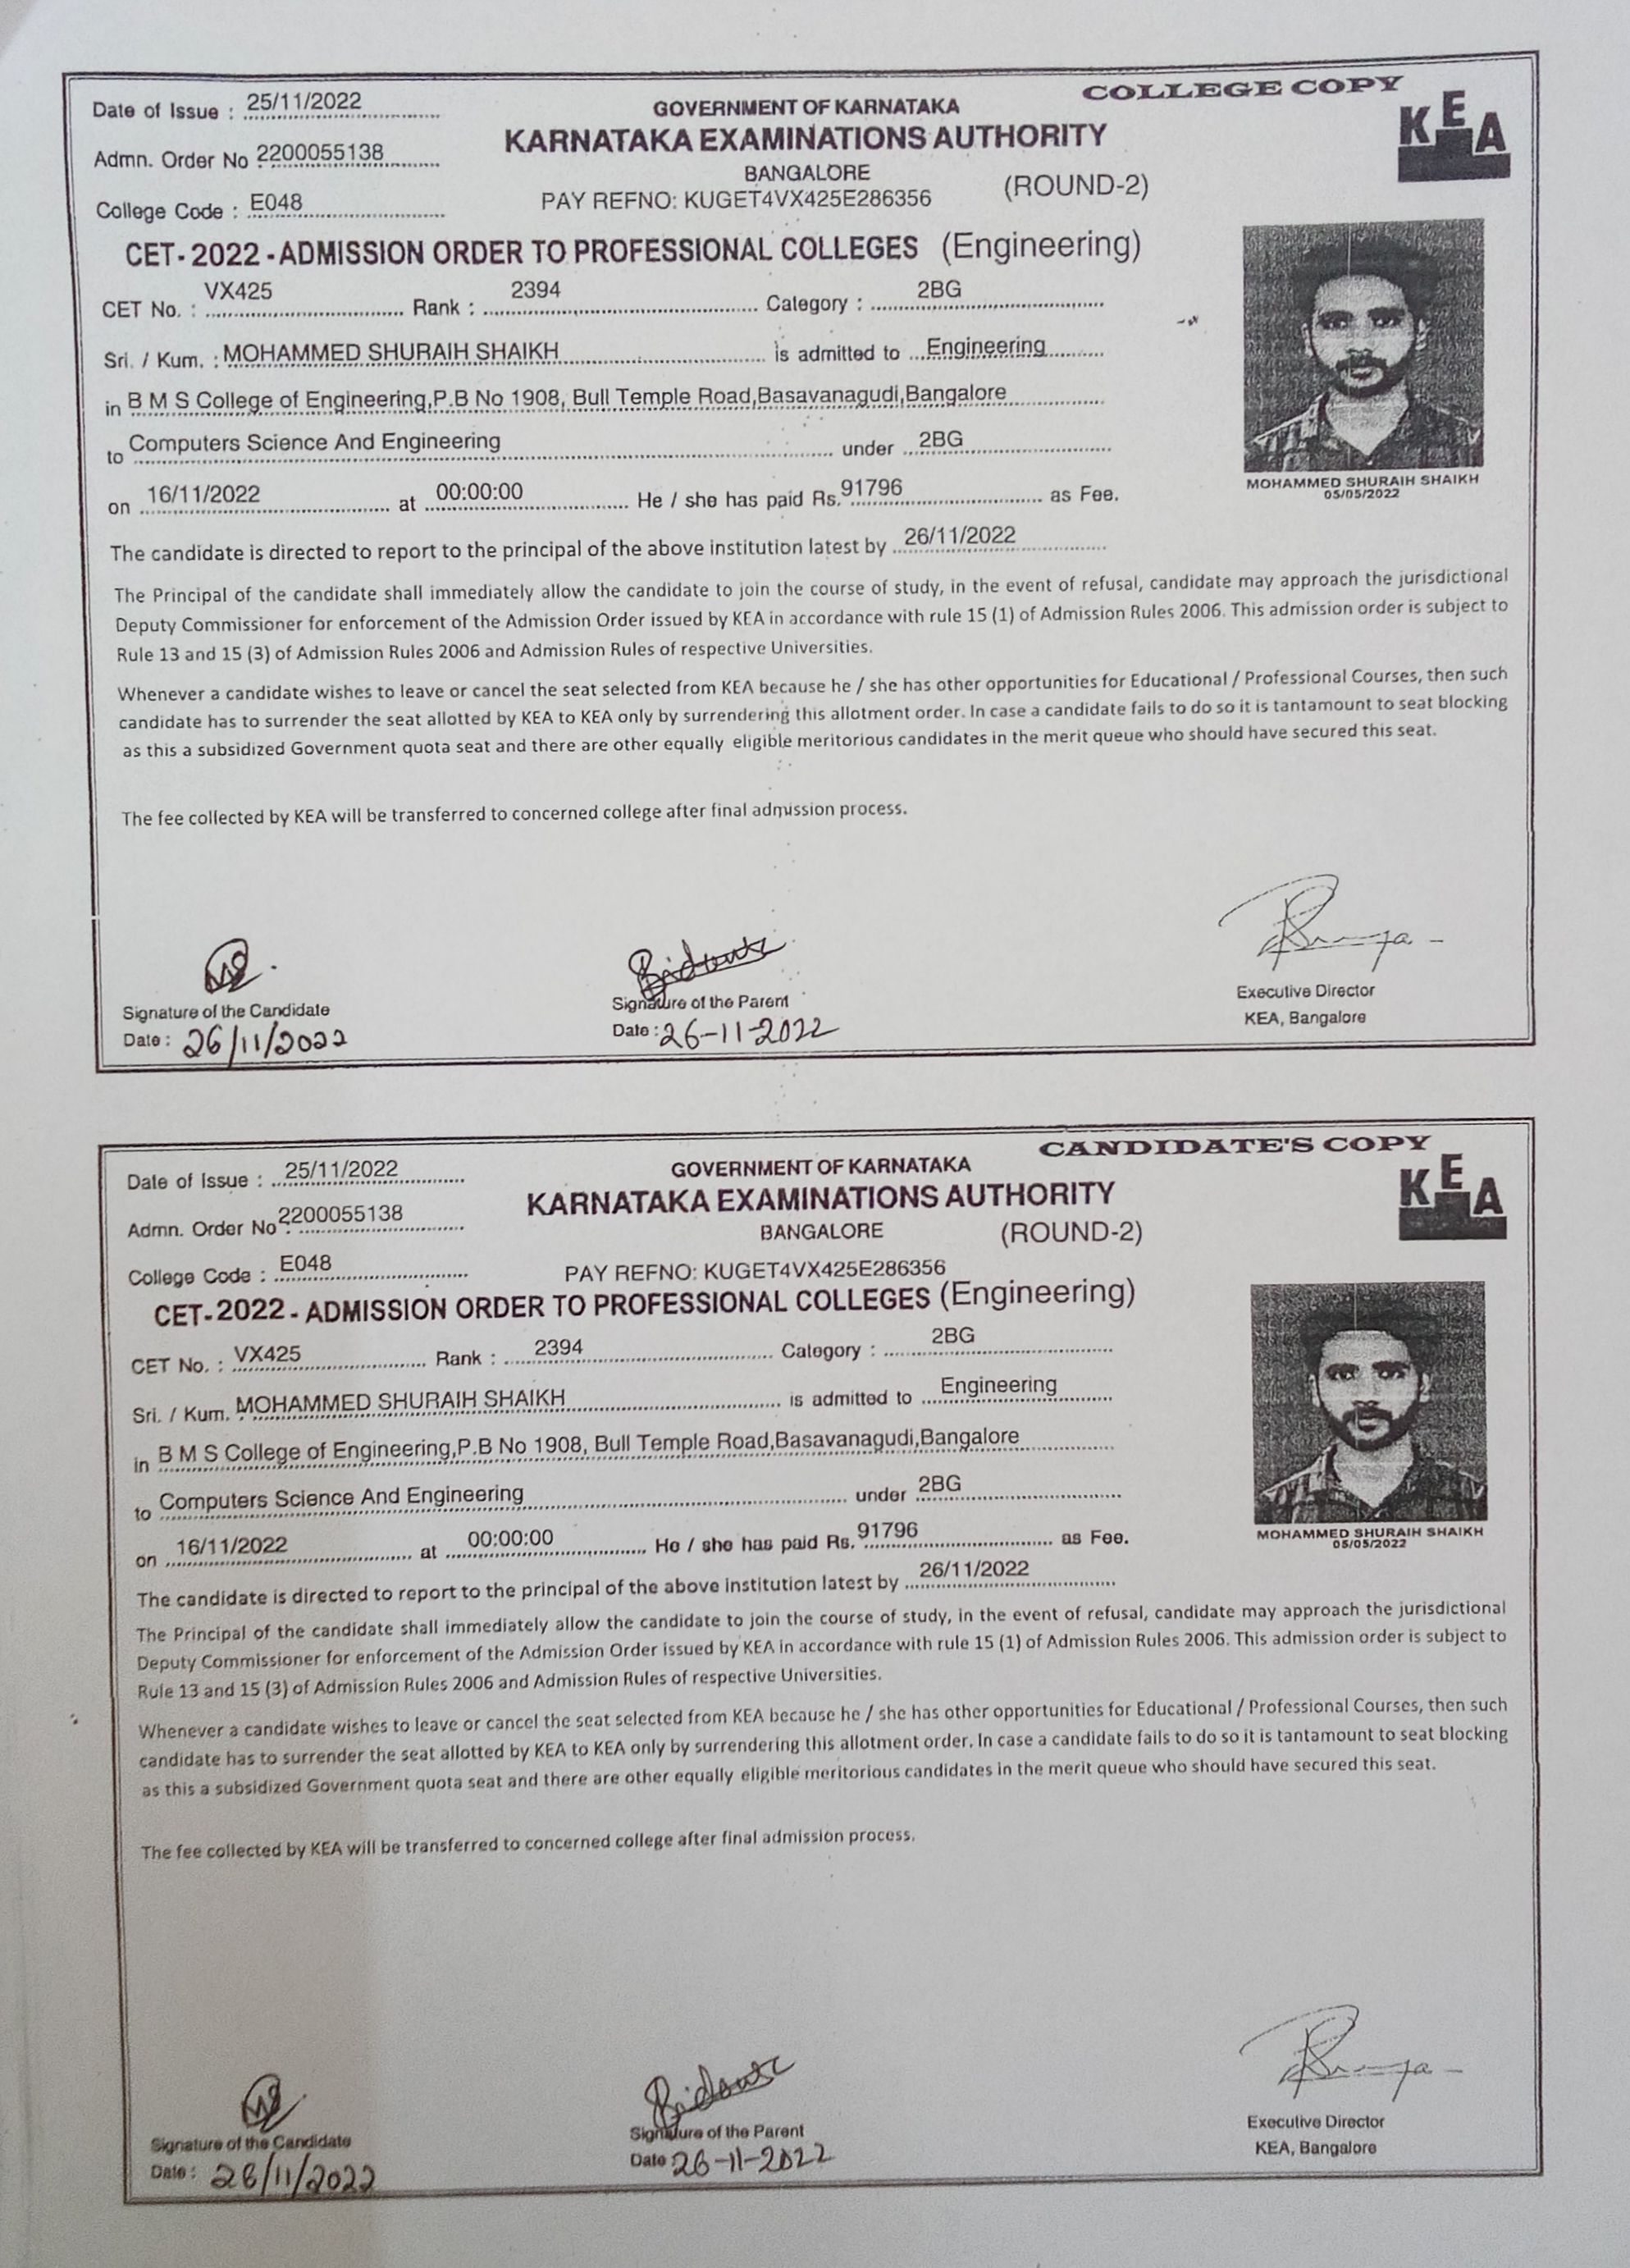 COLLEGE COPY
Date of Issue : 25/11/2022
GOVERNMENT OF KARNATAKA
KEA
Admn. Order No : 2200055138
KARNATAKA EXAMINATIONS AUTHORITY
BANGALORE
(ROUND-2)
College Code : E048
PAY REFNO: KUGET4VX425E286356
CET- 2022 - ADMISSION ORDER TO PROFESSIONAL COLLEGES (Engineering)
CET No. : VX425 Rank : 2394 Category : 2BG
Sri. / Kum. : MOHAMMED SHURAIH SHAIKH is admitted to Engineering
in B M S College of Engineering,P.B No 1908, Bull Temple Road,Basavanagudi,Bangalore
to Computers Science And Engineering under 2BG
on 16/11/2022 at 00:00:00 He / she has paid Rs. 91796 as Fee.
MOHAMMED SHURAIH SHAIKH
05/05/2022
The candidate is directed to report to the principal of the above institution latest by 26/11/2022
The Principal of the candidate shall immediately allow the candidate to join the course of study, in the event of refusal, candidate may approach the jurisdictional
Deputy Commissioner for enforcement of the Admission Order issued by KEA in accordance with rule 15 (1) of Admission Rules 2006. This admission order is subject to
Rule 13 and 15 (3) of Admission Rules 2006 and Admission Rules of respective Universities.
Whenever a candidate wishes to leave or cancel the seat selected from KEA because he / she has other opportunities for Educational / Professional Courses, then such
candidate has to surrender the seat allotted by KEA to KEA only by surrendering this allotment order. In case a candidate fails to do so it is tantamount to seat blocking
as this a subsidized Government quota seat and there are other equally eligible meritorious candidates in the merit queue who should have secured this seat.
The fee collected by KEA will be transferred to concerned college after final admission process.
Signature of the Candidate
Date : 26/11/2022
Signature of the Parent
Date : 26-11-2022
Executive Director
KEA, Bangalore
CANDIDATE'S COPY
Date of Issue : 25/11/2022
GOVERNMENT OF KARNATAKA
KEA
Admn. Order No : 2200055138
KARNATAKA EXAMINATIONS AUTHORITY
BANGALORE
(ROUND-2)
College Code : E048
PAY REFNO: KUGET4VX425E286356
CET- 2022 - ADMISSION ORDER TO PROFESSIONAL COLLEGES (Engineering)
CET No. : VX425 Rank : 2394 Category : 2BG
Sri. / Kum. : MOHAMMED SHURAIH SHAIKH is admitted to Engineering
in B M S College of Engineering,P.B No 1908, Bull Temple Road,Basavanagudi,Bangalore
to Computers Science And Engineering under 2BG
on 16/11/2022 at 00:00:00 He / she has paid Rs. 91796 as Fee.
MOHAMMED SHURAIH SHAIKH
05/05/2022
The candidate is directed to report to the principal of the above institution latest by 26/11/2022
The Principal of the candidate shall immediately allow the candidate to join the course of study, in the event of refusal, candidate may approach the jurisdictional
Deputy Commissioner for enforcement of the Admission Order issued by KEA in accordance with rule 15 (1) of Admission Rules 2006. This admission order is subject to
Rule 13 and 15 (3) of Admission Rules 2006 and Admission Rules of respective Universities.
Whenever a candidate wishes to leave or cancel the seat selected from KEA because he / she has other opportunities for Educational / Professional Courses, then such
candidate has to surrender the seat allotted by KEA to KEA only by surrendering this allotment order. In case a candidate fails to do so it is tantamount to seat blocking
as this a subsidized Government quota seat and there are other equally eligible meritorious candidates in the merit queue who should have secured this seat.
The fee collected by KEA will be transferred to concerned college after final admission process.
Signature of the Candidate
Date : 26/11/2022
Signature of the Parent
Date : 26-11-2022
Executive Director
KEA, Bangalore